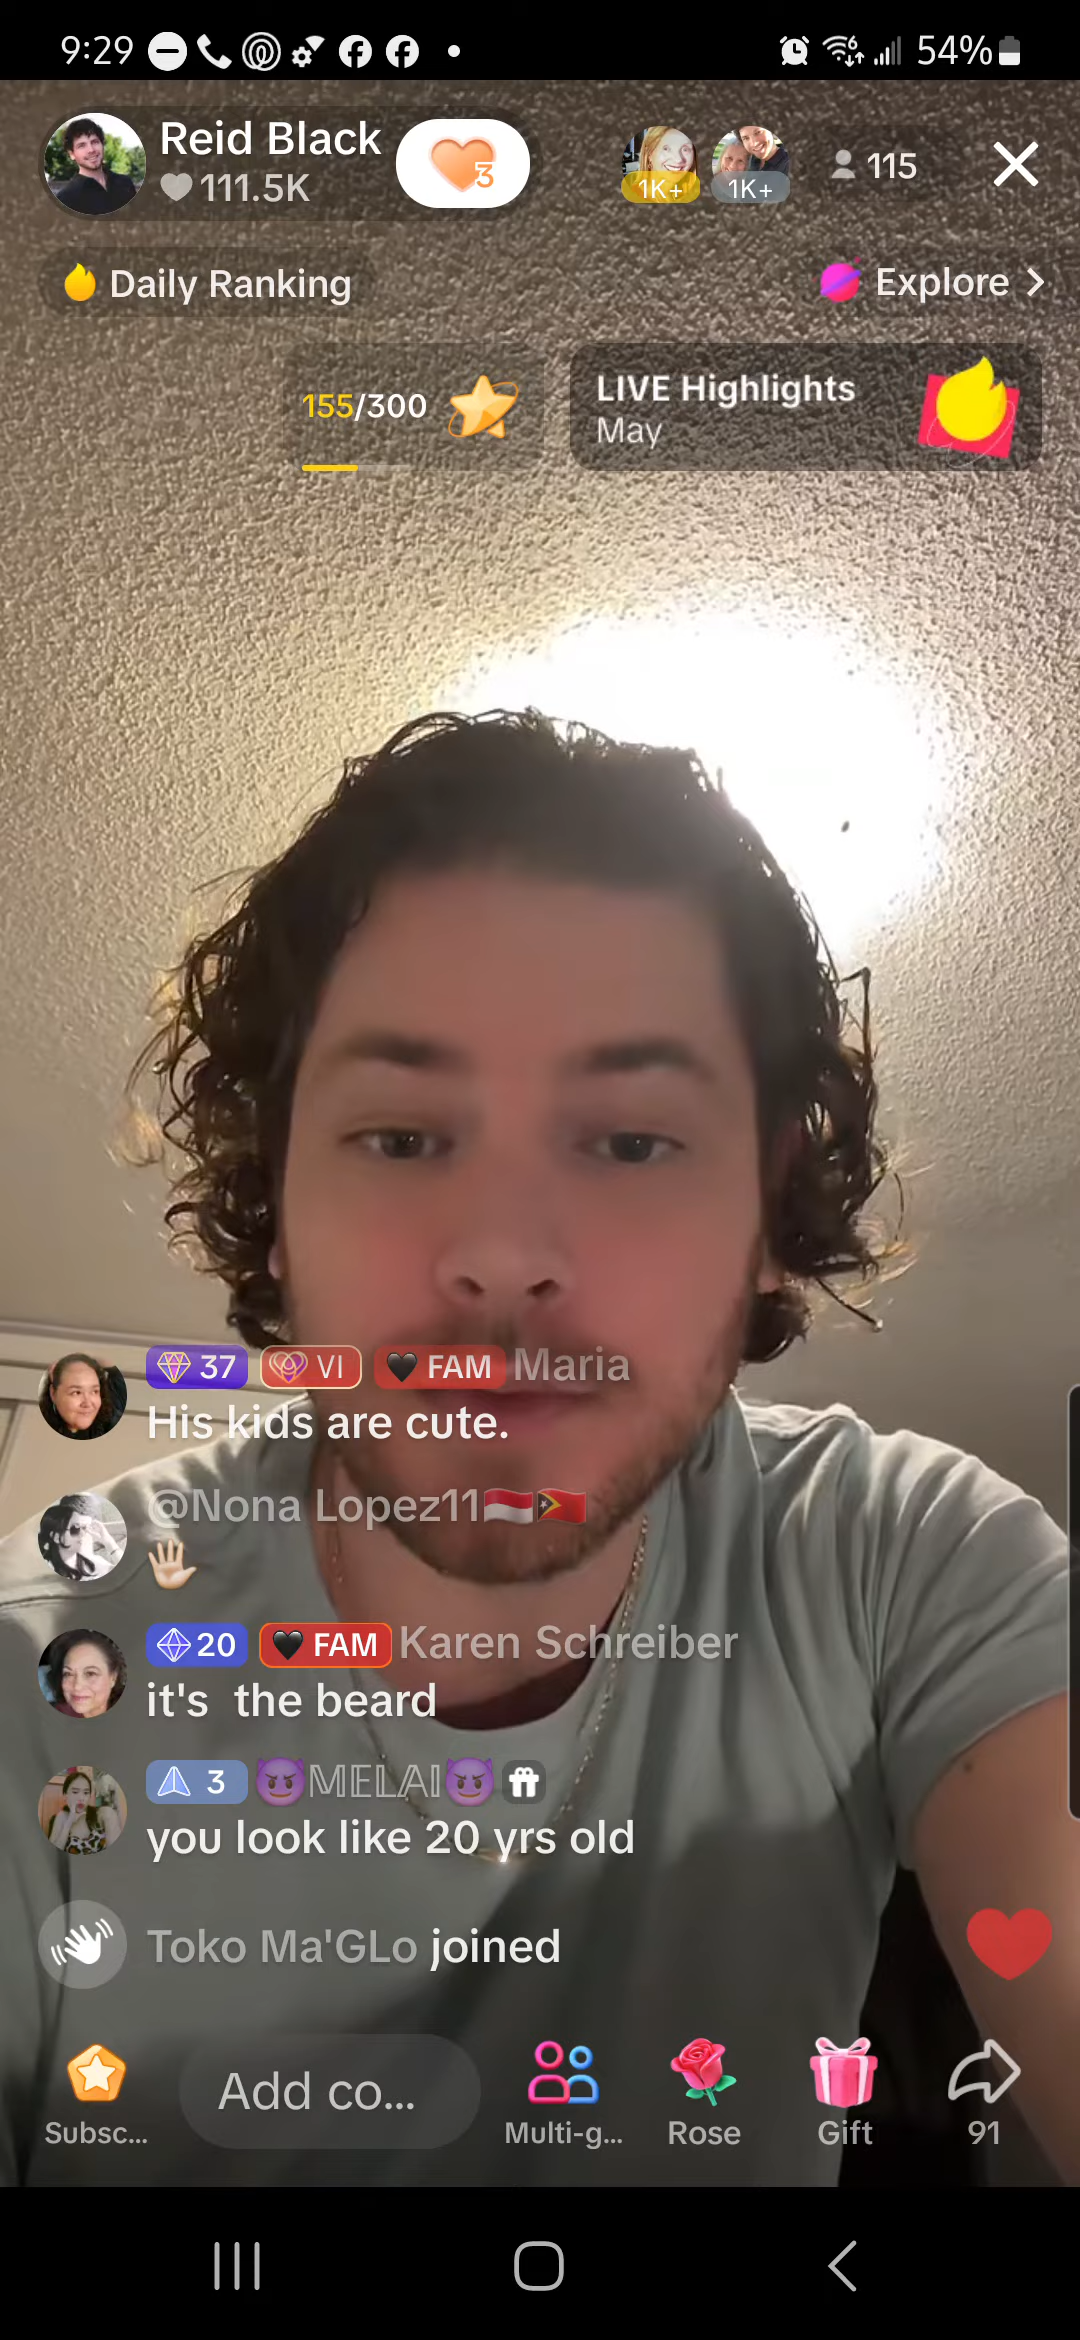 9:29
54%
Reid Black
111.5K
3
1K+
1K+
115
Daily Ranking
Explore
155/300
LIVE Highlights
May
37 VI 🖤 FAM Maria
His kids are cute.
@Nona Lopez11🇮🇩🇹🇱
🖐🏻
20 🖤 FAM Karen Schreiber
it's  the beard
3 😈𝕄𝔼𝕃𝔸𝕀😈
you look like 20 yrs old
Toko Ma'GLo joined
Subsc...
Add co...
Multi-g...
Rose
Gift
91